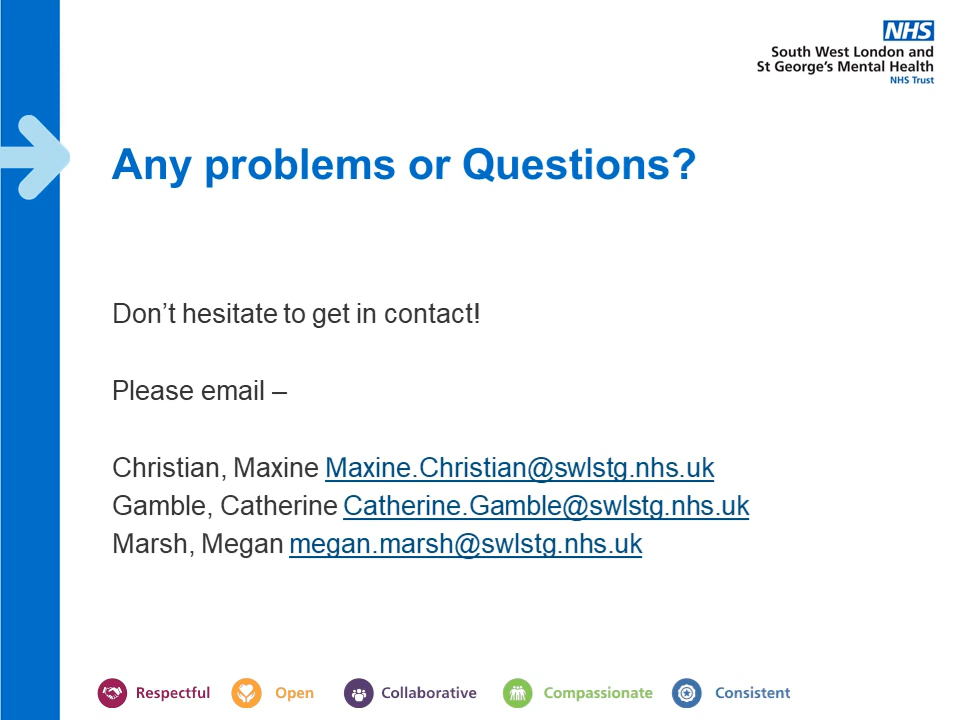 NHS
South West London and
St George's Mental Health
NHS Trust
Any problems or Questions?
Don't hesitate to get in contact!
Please email –
Christian, Maxine Maxine.Christian@swlstg.nhs.uk
Gamble, Catherine Catherine.Gamble@swlstg.nhs.uk
Marsh, Megan megan.marsh@swlstg.nhs.uk
Respectful Open Collaborative Compassionate Consistent